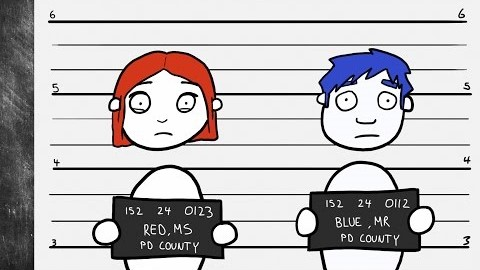 6 6
5 5
4 4
3 3
152 24 0123
RED, MS
PD COUNTY
152 24 0112
BLUE, MR
PD COUNTY